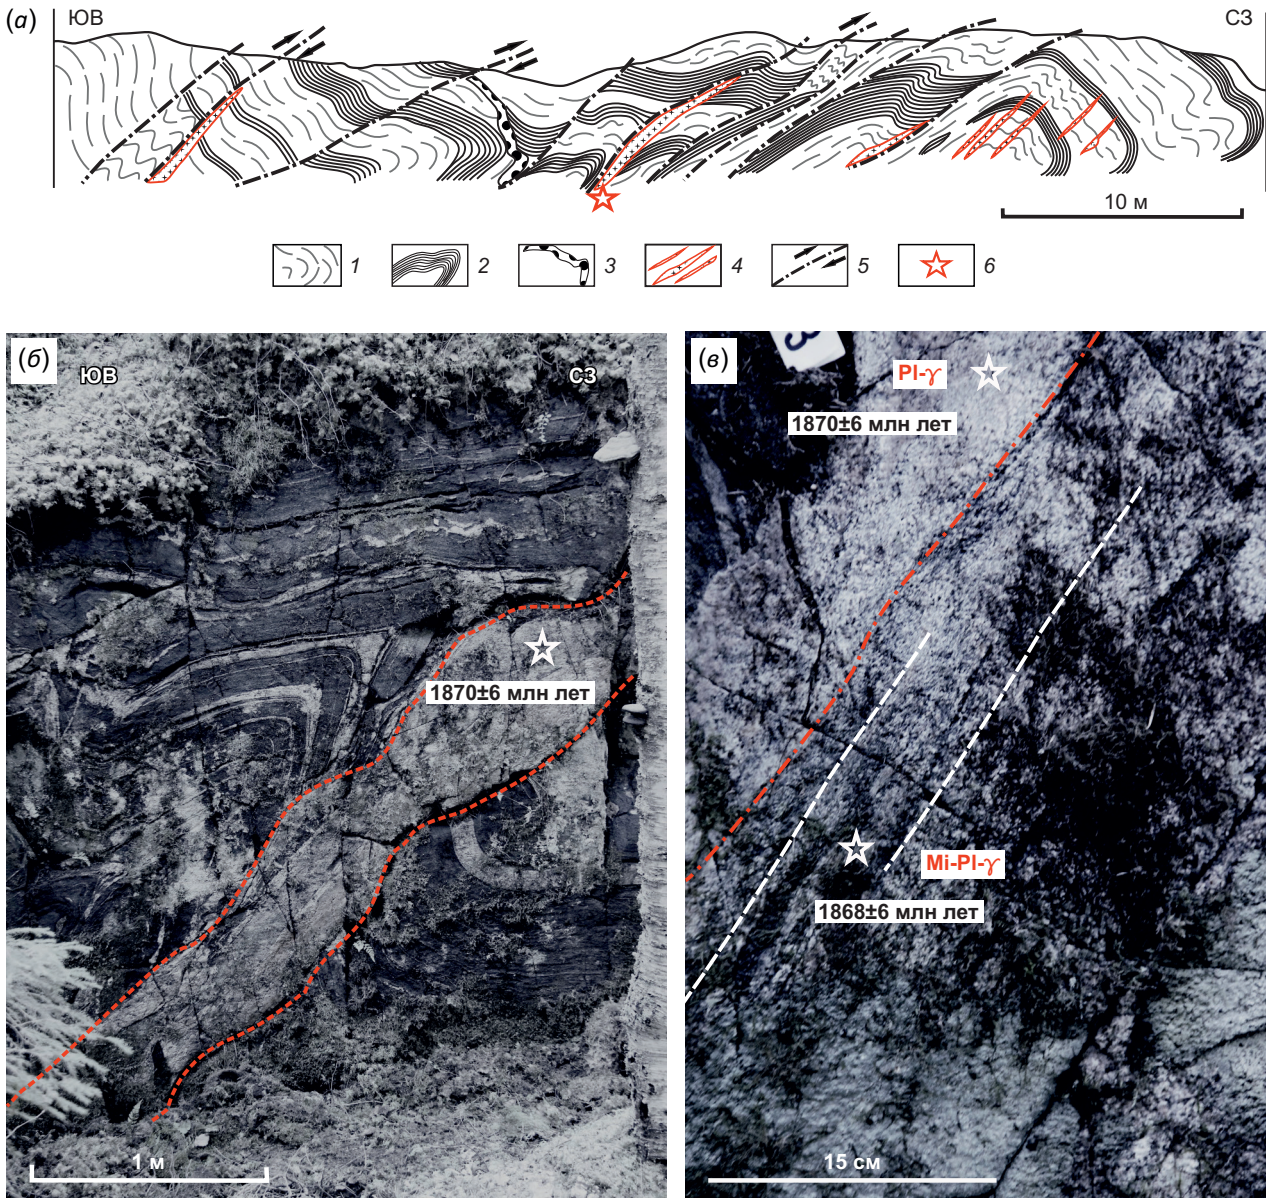 (а)
ЮВ
СЗ
10 м
1
2
3
4
5
6
(б)
ЮВ
СЗ
1870±6 млн лет
1 м
(в)
3
Pl-γ
1870±6 млн лет
Mi-Pl-γ
1868±6 млн лет
15 см